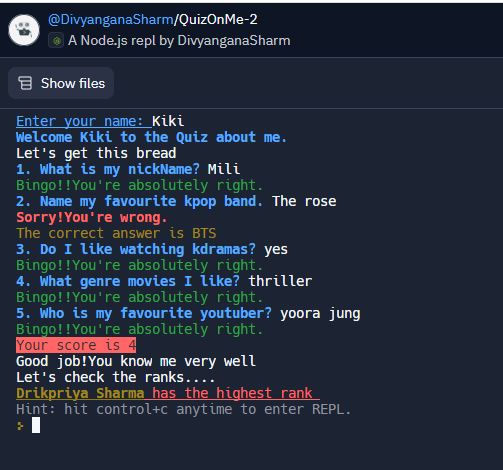 @DivyanganaSharm/QuizOnMe-2
A Node.js repl by DivyanganaSharm
Show files
Enter your name: Kiki
Welcome Kiki to the Quiz about me.
Let's get this bread
1. What is my nickName? Mili
Bingo!!You're absolutely right.
2. Name my favourite kpop band. The rose
Sorry!You're wrong.
The correct answer is BTS
3. Do I like watching kdramas? yes
Bingo!!You're absolutely right.
4. What genre movies I like? thriller
Bingo!!You're absolutely right.
5. Who is my favourite youtuber? yoora jung
Bingo!!You're absolutely right.
Your score is 4
Good job!You know me very well
Let's check the ranks....
Drikpriya Sharma has the highest rank
Hint: hit control+c anytime to enter REPL.